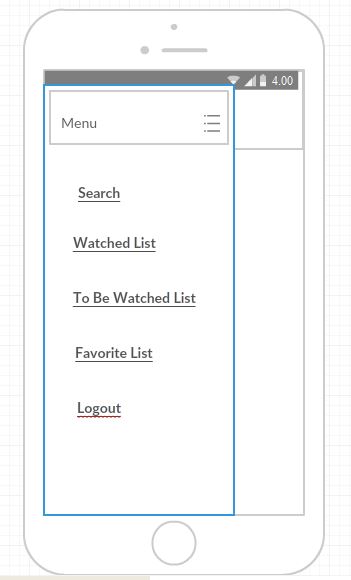 4.00
Menu
Search
Watched List
To Be Watched List
Favorite List
Logout